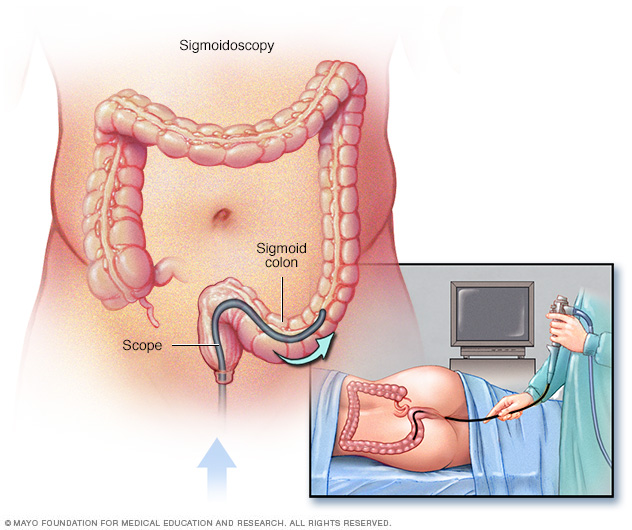 Sigmoidoscopy
Sigmoid
colon
Scope
© MAYO FOUNDATION FOR MEDICAL EDUCATION AND RESEARCH. ALL RIGHTS RESERVED.